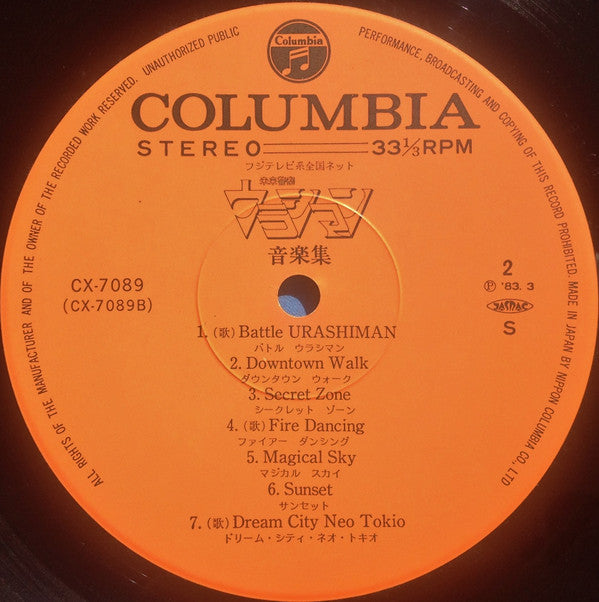 ALL RIGHTS OF THE MANUFACTURER AND OF THE OWNER OF THE RECORDED WORK RESERVED. UNAUTHORIZED PUBLIC PERFORMANCE, BROADCASTING AND COPYING OF THIS RECORD PROHIBITED. MADE IN JAPAN BY NIPPON COLUMBIA CO., LTD
Columbia
COLUMBIA
STEREO 33⅓RPM
フジテレビ系全国ネット
ウラシマン
音楽集
CX-7089
(CX-7089B)
2
Ⓟ '83. 3
JASRAC
S
1. (歌) Battle URASHIMAN
バトル ウラシマン
2. Downtown Walk
ダウンタウン ウォーク
3. Secret Zone
シークレット ゾーン
4. (歌) Fire Dancing
ファイアー ダンシング
5. Magical Sky
マジカル スカイ
6. Sunset
サンセット
7. (歌) Dream City Neo Tokio
ドリーム・シティ・ネオ・トキオ